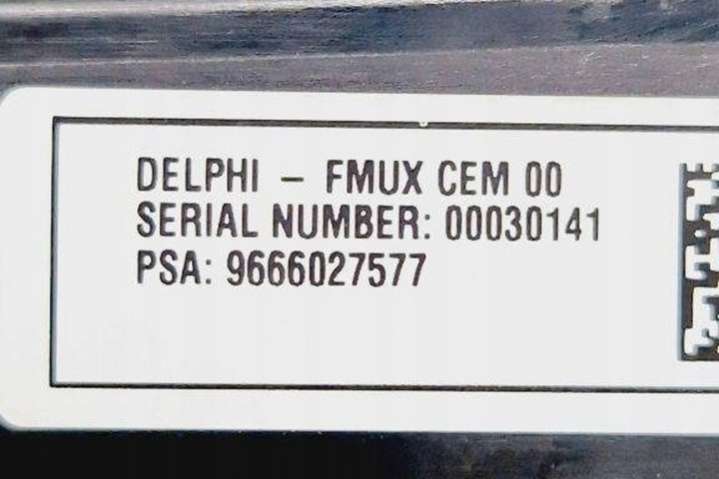 DELPHI – FMUX CEM 00
SERIAL NUMBER: 00030141
PSA: 9666027577